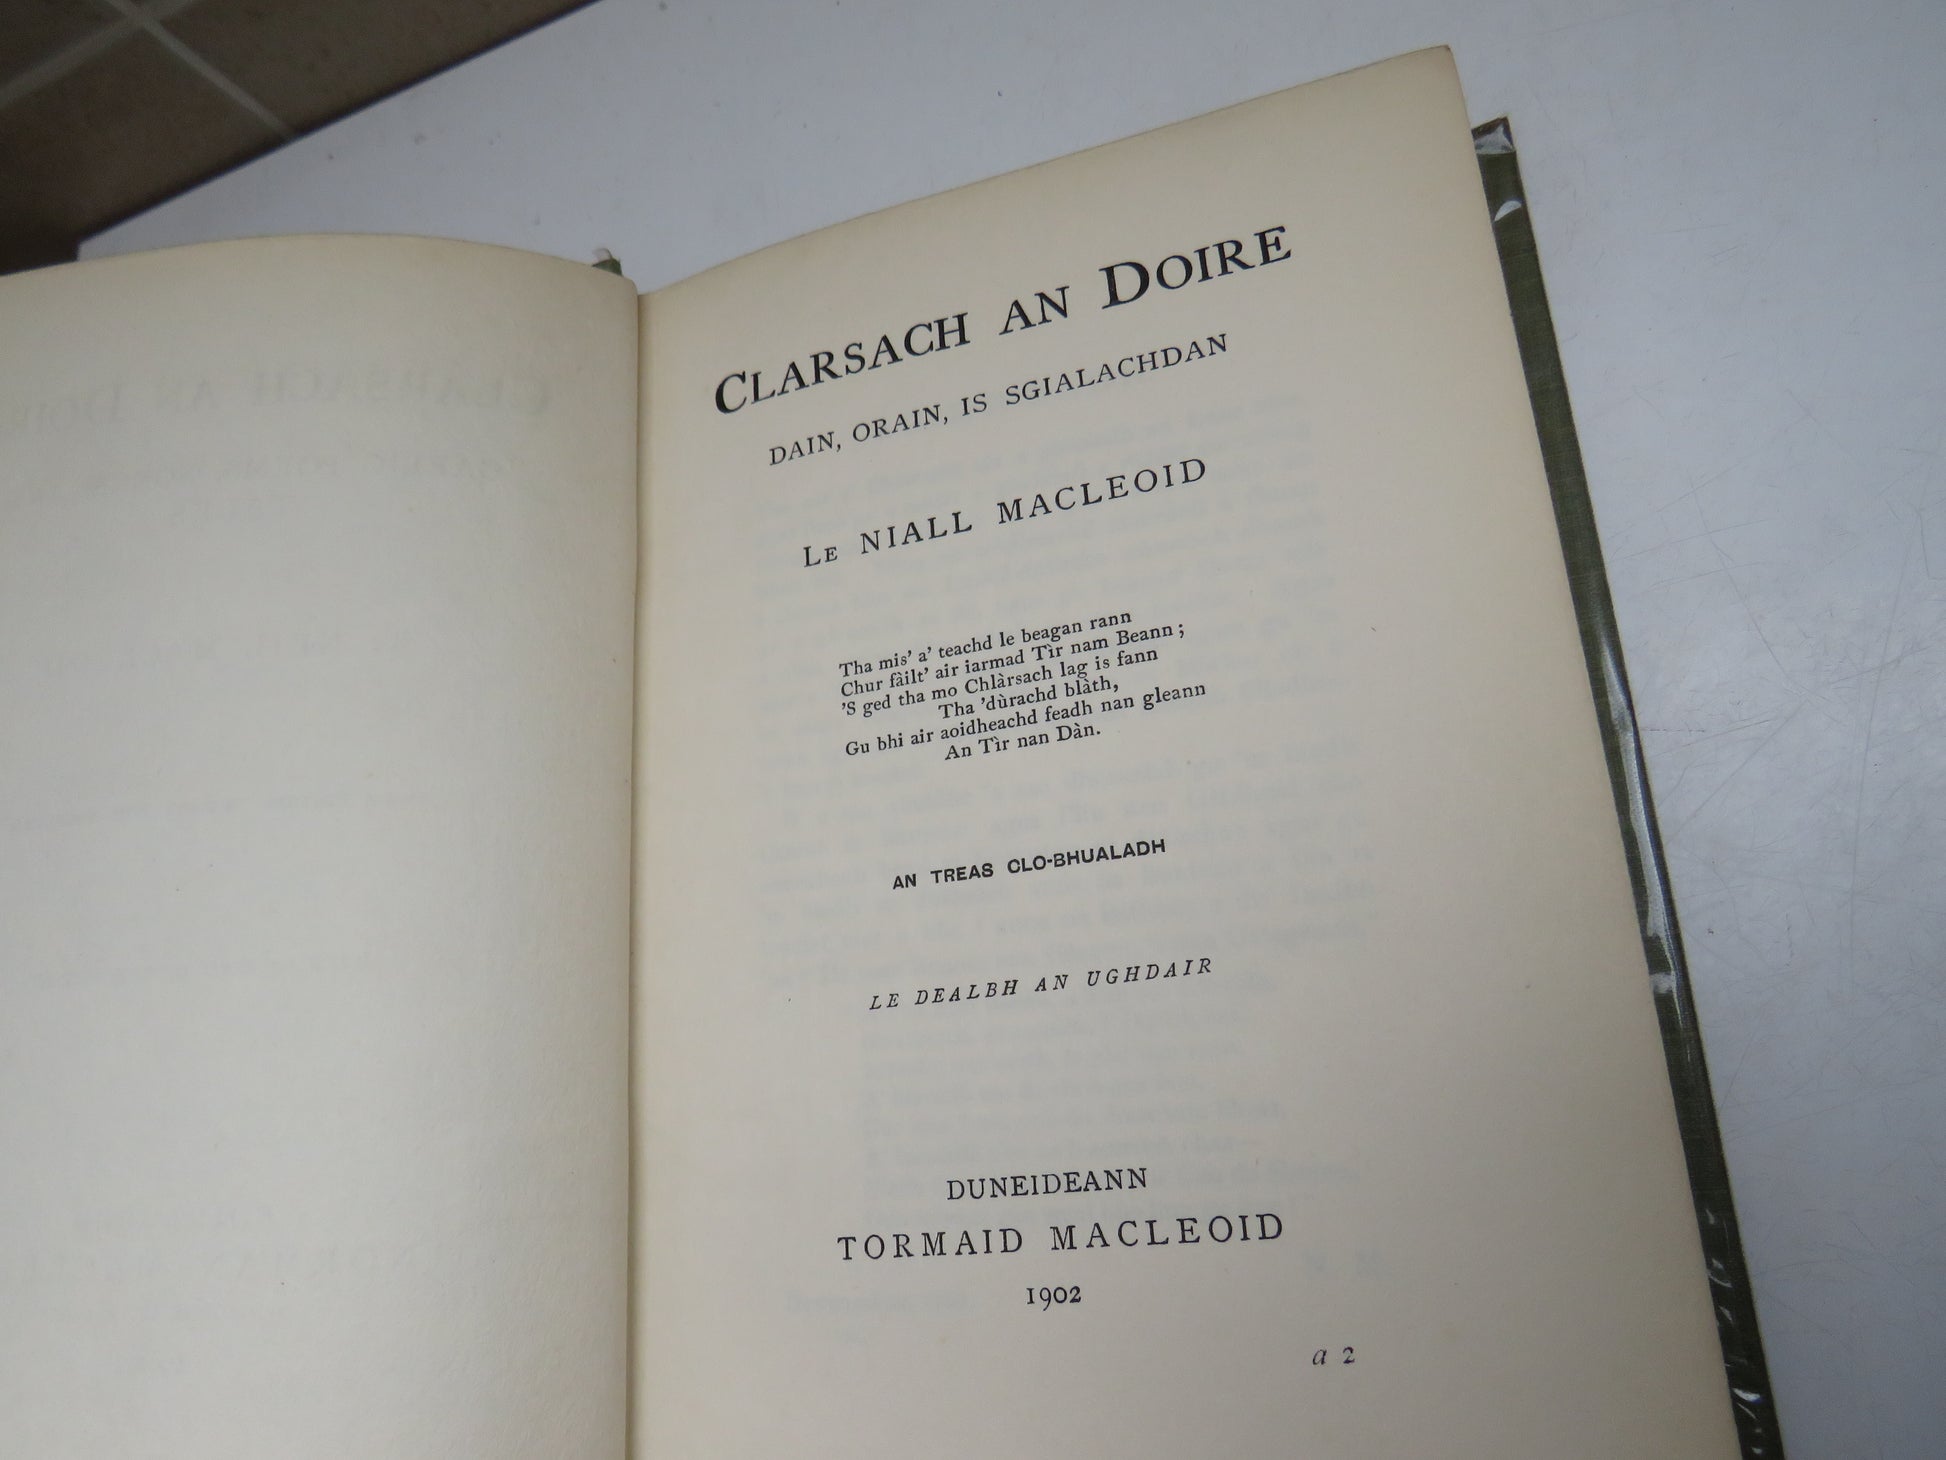 CLARSACH AN DOIRE
DAIN, ORAIN, IS SGIALACHDAN
LE NIALL MACLEOID
Tha mis' a' teachd le beagan rann
Chur fàilt' air iarmad Tìr nam Beann ;
'S ged tha mo Chlàrsach lag is fann
Tha 'dùrachd blàth,
Gu bhi air aoidheachd feadh nan gleann
An Tìr nan Dàn.
AN TREAS CLO-BHUALADH
LE DEALBH AN UGHDAIR
DUNEIDEANN
TORMAID MACLEOID
1902
a 2